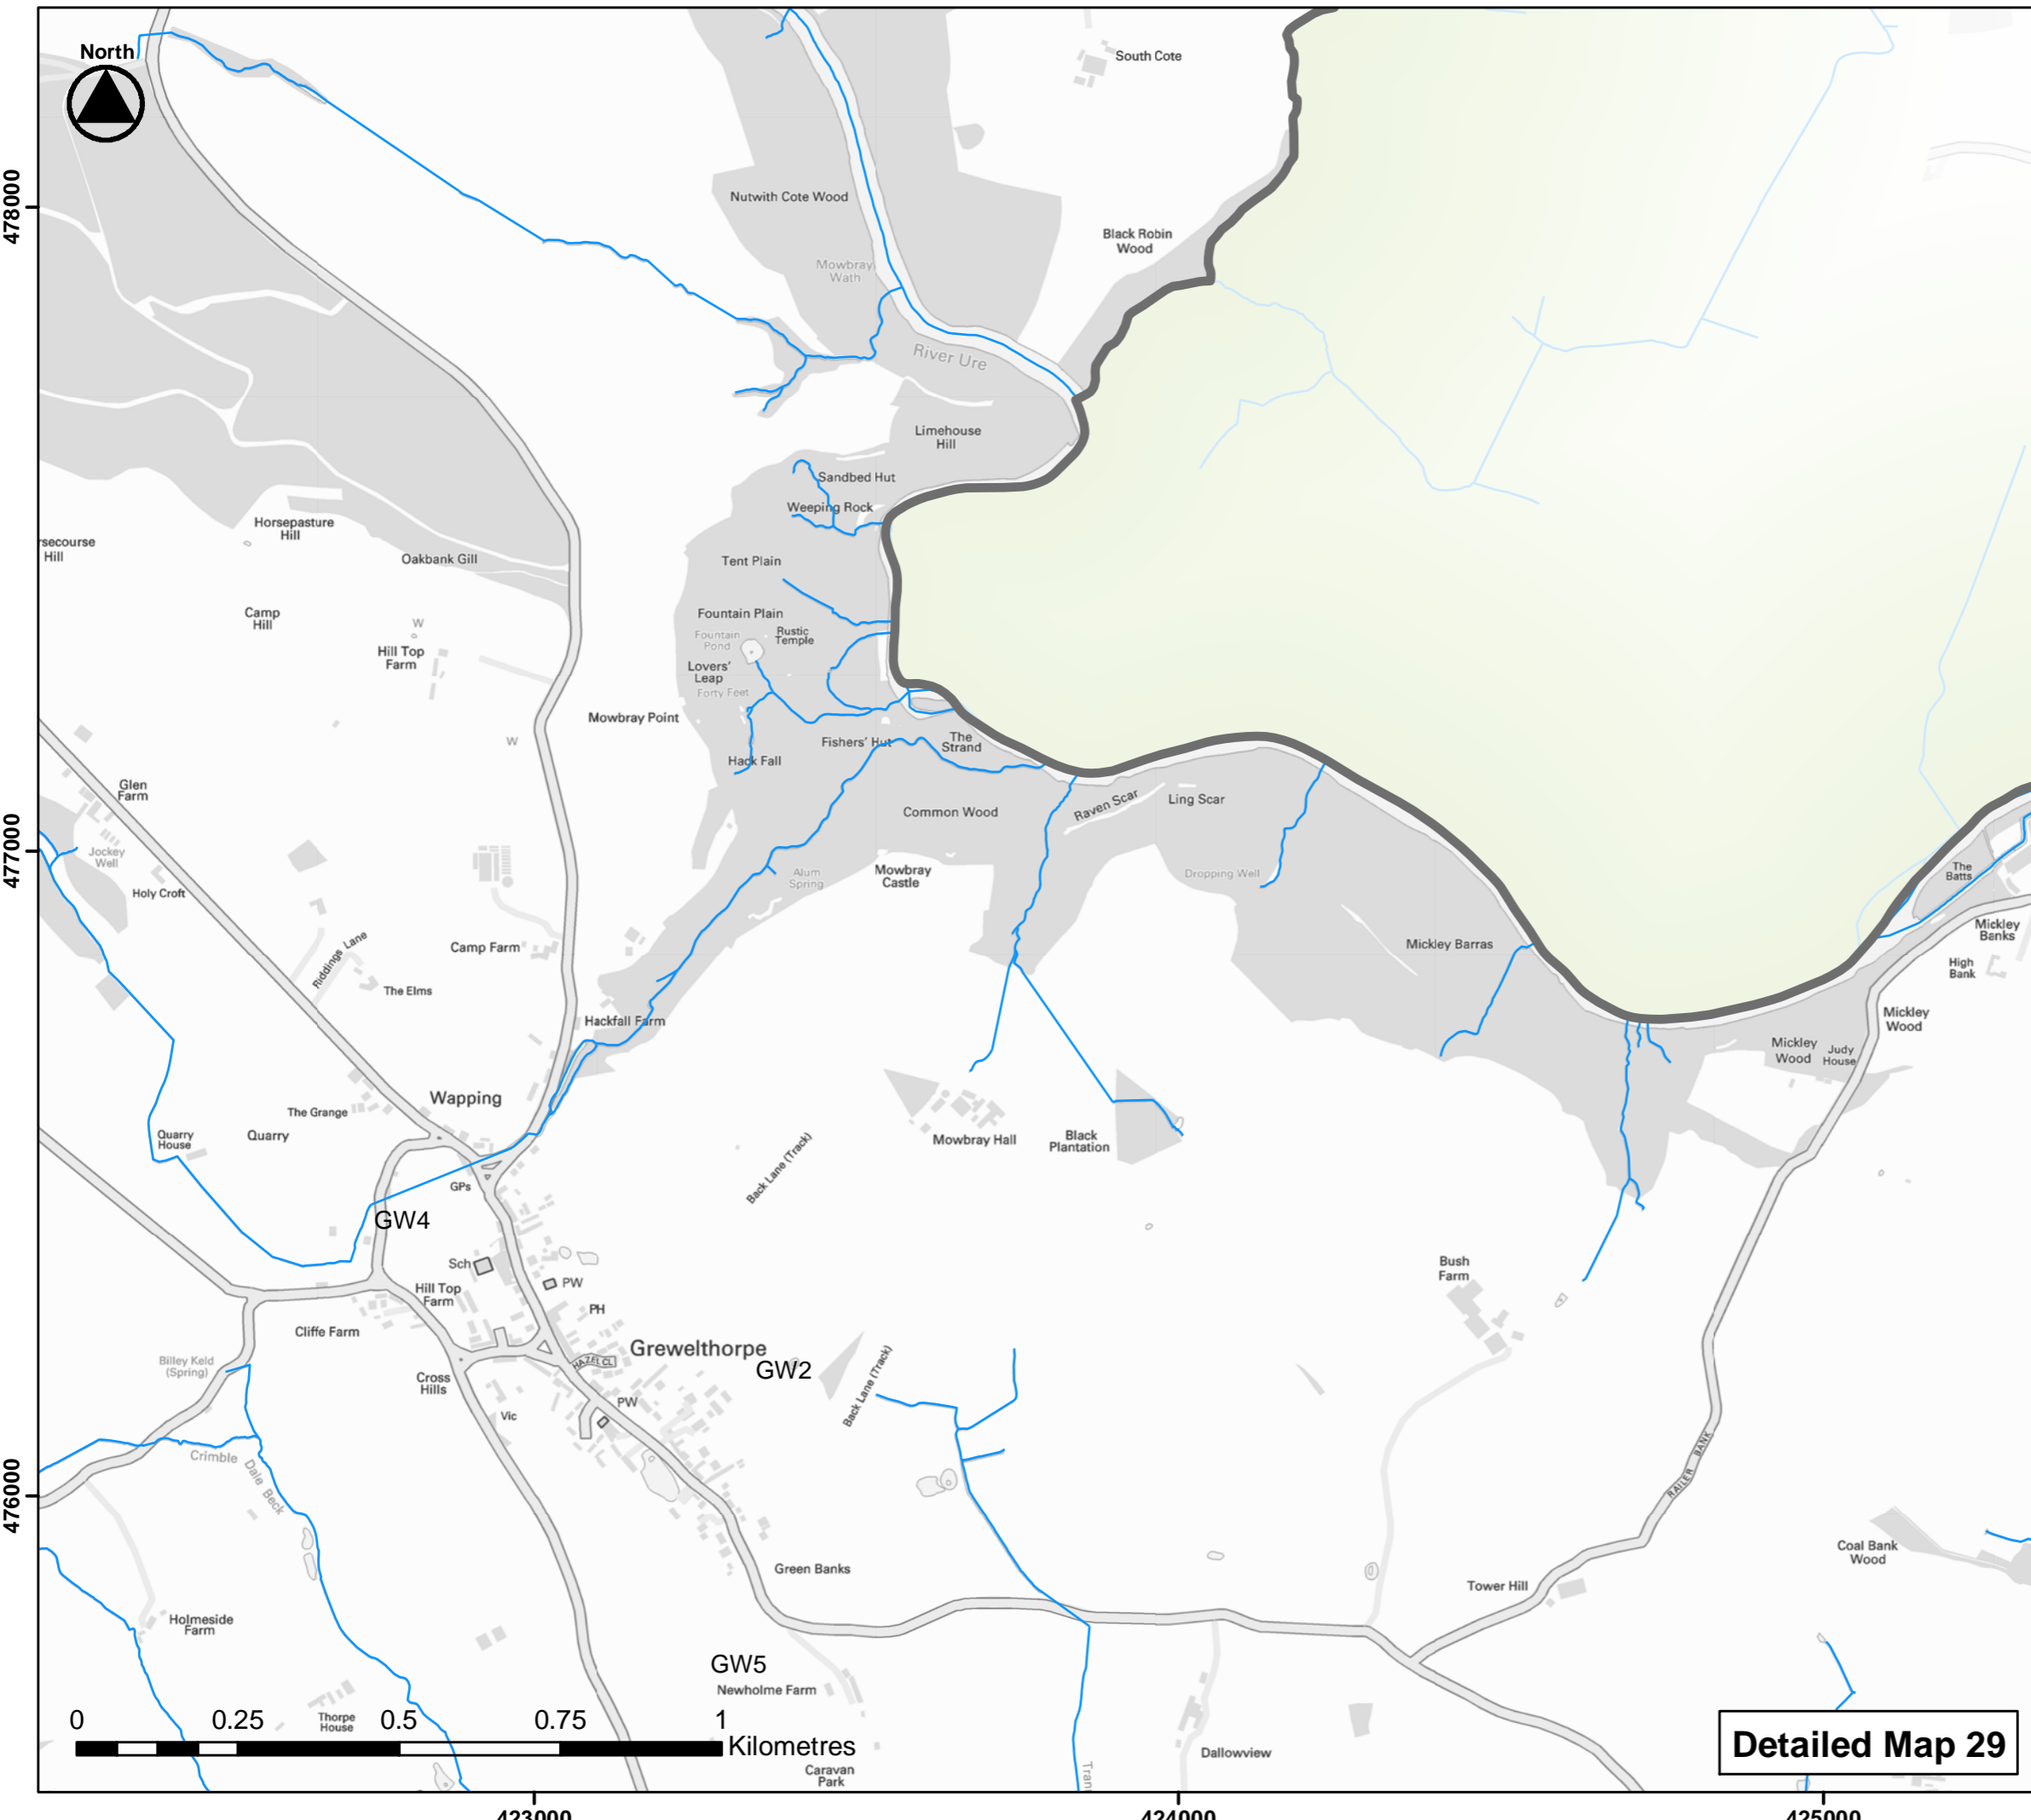 North
South Cote
478000
Nutwith Cote Wood
Black Robin
Wood
Mowbray
Wath
River Ure
Limehouse
Hill
Sandbed Hut
Weeping Rock
Horsepasture
Hill
rsecourse
Hill
Oakbank Gill
Tent Plain
Camp
Hill
W
Fountain Plain
Rustic
Temple
Fountain
Pond
Hill Top
Farm
Lovers'
Leap
Forty Feet
Mowbray Point
W
Fishers' Hut
The
Strand
Hack Fall
Glen
Farm
Common Wood
Raven Scar
Ling Scar
477000
Jockey
Well
Holy Croft
Alum
Spring
Mowbray
Castle
Dropping Well
The
Batts
Mickley
Banks
Camp Farm
Riddings Lane
Mickley Barras
High
Bank
The Elms
Hackfall Farm
Mickley
Wood
Mickley
Wood
Judy
House
Wapping
The Grange
Quarry
House
Quarry
Mowbray Hall
Black
Plantation
Back Lane (Track)
GPs
GW4
Sch
PW
Hill Top
Farm
PH
Bush
Farm
Cliffe Farm
Grewelthorpe
HAZEL CL
GW2
Billey Keld
(Spring)
Cross
Hills
Back Lane (Track)
Vic
PW
Crimble
Dale Beck
RAILER BANK
476000
Coal Bank
Wood
Green Banks
Tower Hill
Holmeside
Farm
GW5
Newholme Farm
Thorpe
House
0 0.25 0.5 0.75 1
Kilometres
Caravan
Park
Dallowview
Tran
Detailed Map 29
423000 424000 425000